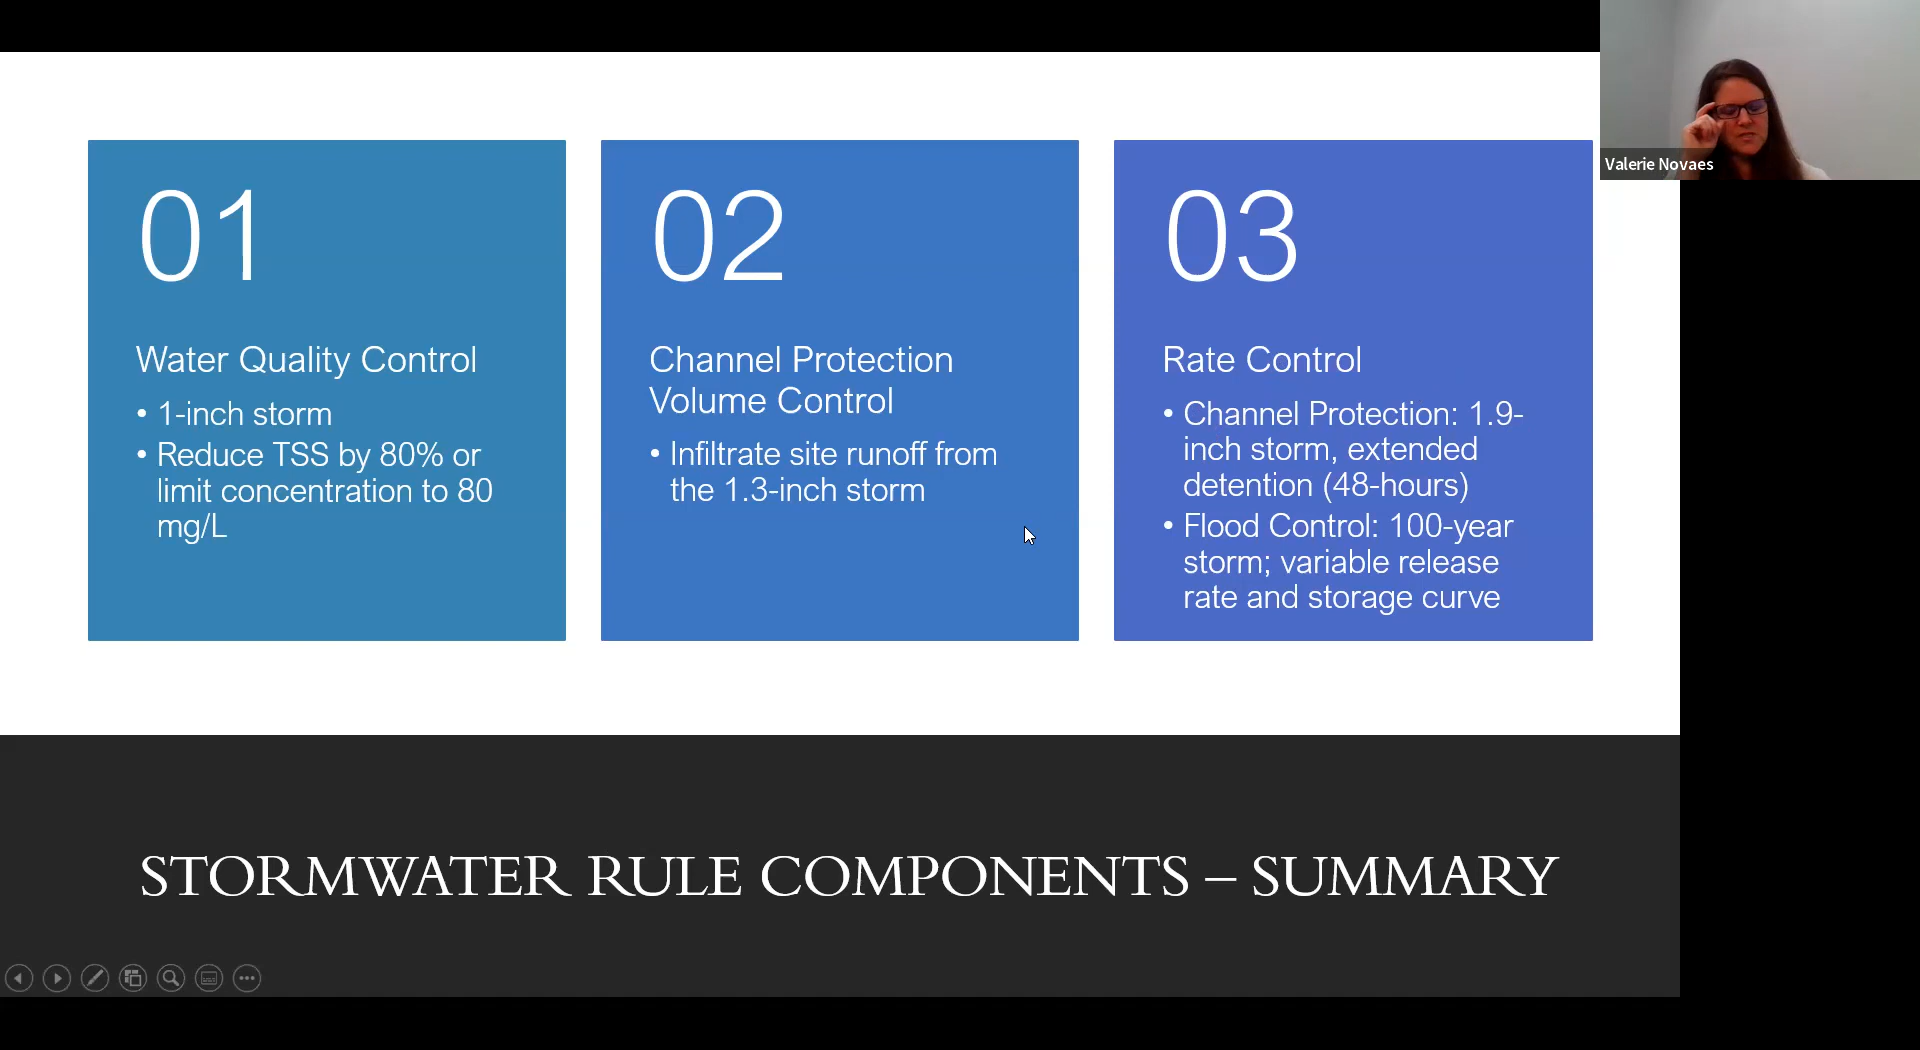 Valerie Novaes
01
Water Quality Control
• 1-inch storm
• Reduce TSS by 80% or
limit concentration to 80
mg/L
02
Channel Protection
Volume Control
• Infiltrate site runoff from
the 1.3-inch storm
03
Rate Control
• Channel Protection: 1.9-
inch storm, extended
detention (48-hours)
• Flood Control: 100-year
storm; variable release
rate and storage curve
STORMWATER RULE COMPONENTS – SUMMARY